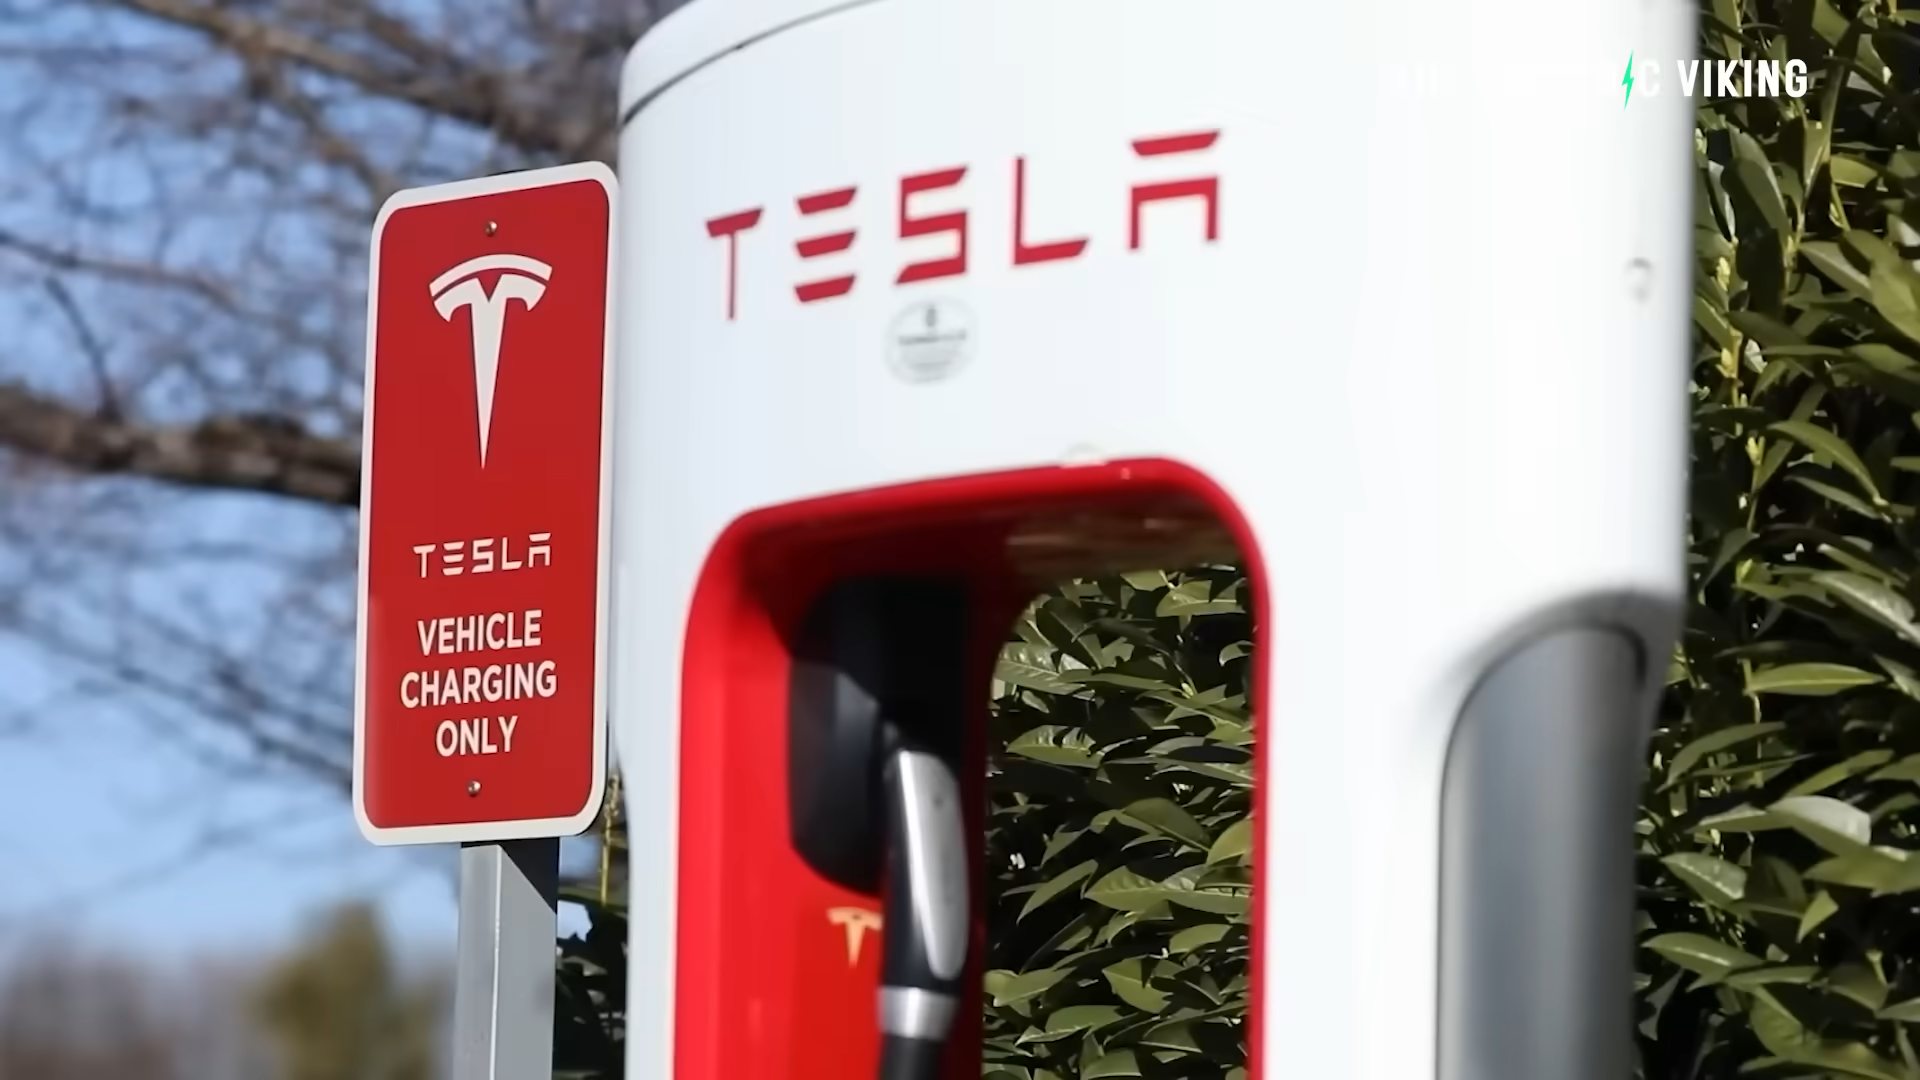 C VIKING
TESLA
TESLA
VEHICLE
CHARGING
ONLY